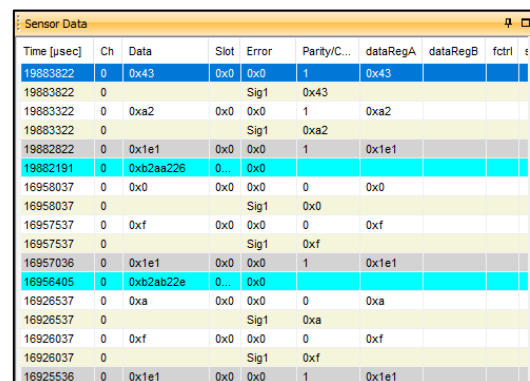 Sensor Data
Time [µsec] Ch Data Slot Error Parity/C... dataRegA dataRegB fctrl s
19883822 0 0x43 0x0 0x0 1 0x43
19883822 0 Sig1 0x43
19883322 0 0xa2 0x0 0x0 1 0xa2
19883322 0 Sig1 0xa2
19882822 0 0x1e1 0x0 0x0 1 0x1e1
19882191 0 0xb2aa226 0... 0x0
16958037 0 0x0 0x0 0x0 0 0x0
16958037 0 Sig1 0x0
16957537 0 0xf 0x0 0x0 0 0xf
16957537 0 Sig1 0xf
16957036 0 0x1e1 0x0 0x0 1 0x1e1
16956405 0 0xb2ab22e 0... 0x0
16926537 0 0xa 0x0 0x0 0 0xa
16926537 0 Sig1 0xa
16926037 0 0xf 0x0 0x0 0 0xf
16926037 0 Sig1 0xf
16925536 0 0x1e1 0x0 0x0 1 0x1e1